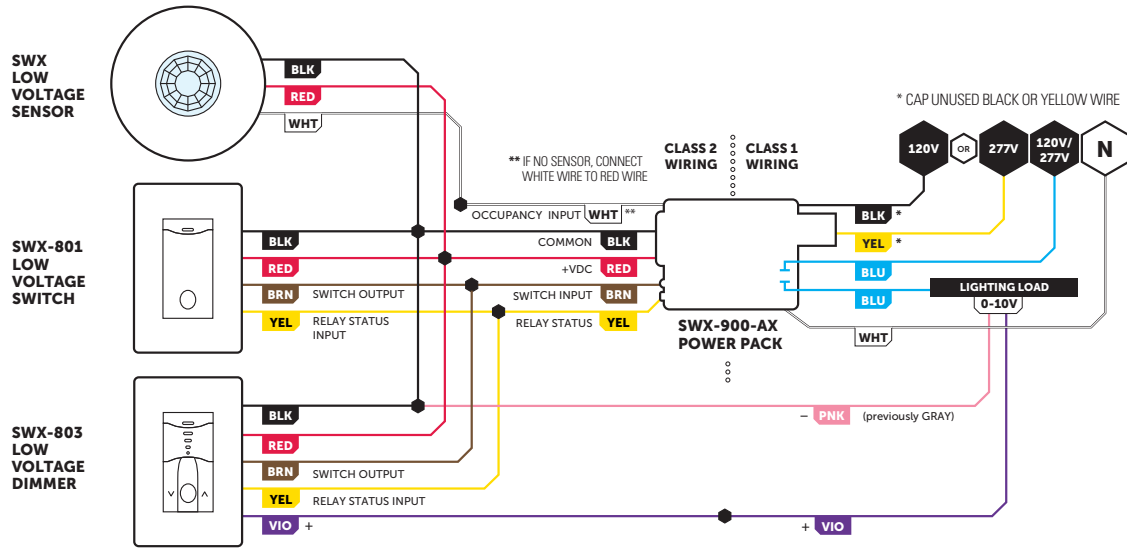 SWX
LOW
VOLTAGE
SENSOR
BLK
RED
WHT
* CAP UNUSED BLACK OR YELLOW WIRE
120V
OR
277V
120V/
277V
N
** IF NO SENSOR, CONNECT
WHITE WIRE TO RED WIRE
CLASS 2
WIRING
CLASS 1
WIRING
OCCUPANCY INPUT WHT **
BLK *
YEL *
BLU
BLU
LIGHTING LOAD
0-10V
WHT
SWX-801
LOW
VOLTAGE
SWITCH
BLK
COMMON BLK
RED
+VDC RED
BRN SWITCH OUTPUT
SWITCH INPUT BRN
YEL RELAY STATUS
INPUT
RELAY STATUS YEL
SWX-900-AX
POWER PACK
SWX-803
LOW
VOLTAGE
DIMMER
BLK
– PNK (previously GRAY)
RED
BRN SWITCH OUTPUT
YEL RELAY STATUS INPUT
VIO +
+ VIO